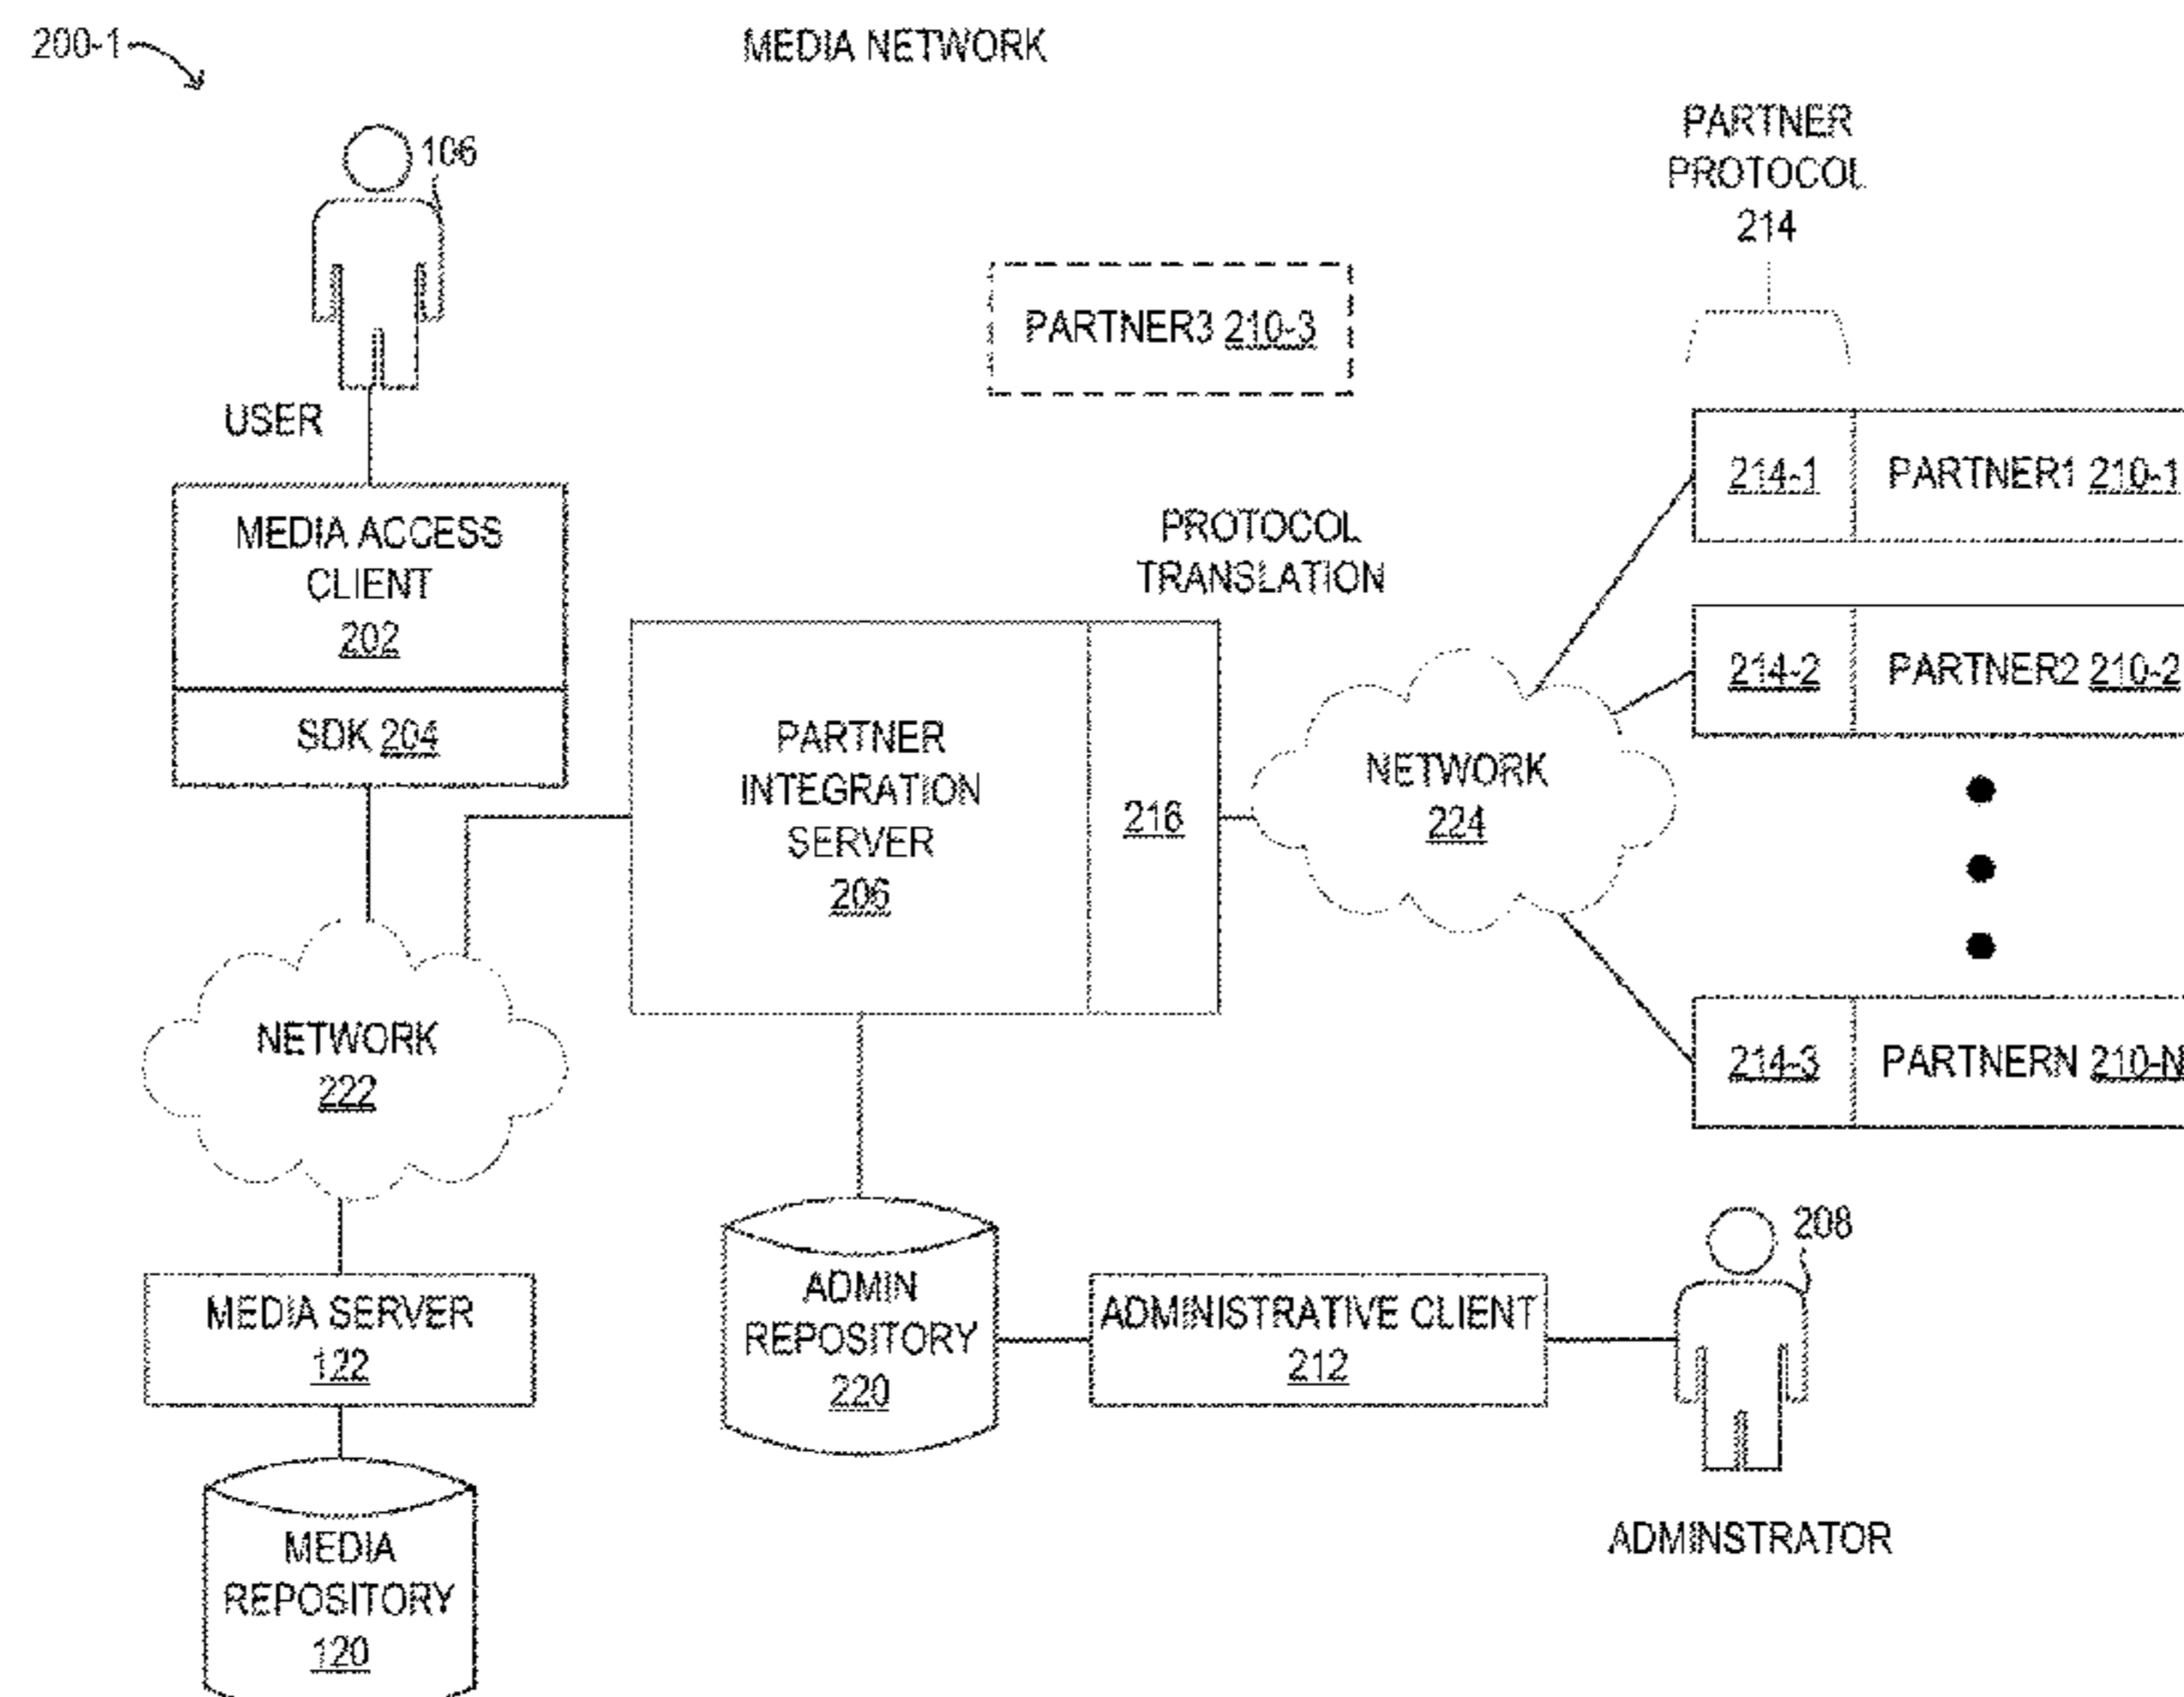 200-1
MEDIA NETWORK
106
USER
PARTNER
PROTOCOL
214
PARTNER3 210-3
MEDIA ACCESS
CLIENT
202
SDK 204
PROTOCOL
TRANSLATION
PARTNER
INTEGRATION
SERVER
206
216
NETWORK
224
214-1 PARTNER1 210-1
214-2 PARTNER2 210-2
214-3 PARTNERN 210-N
NETWORK
222
MEDIA SERVER
122
MEDIA
REPOSITORY
120
ADMIN
REPOSITORY
220
ADMINISTRATIVE CLIENT
212
208
ADMINSTRATOR